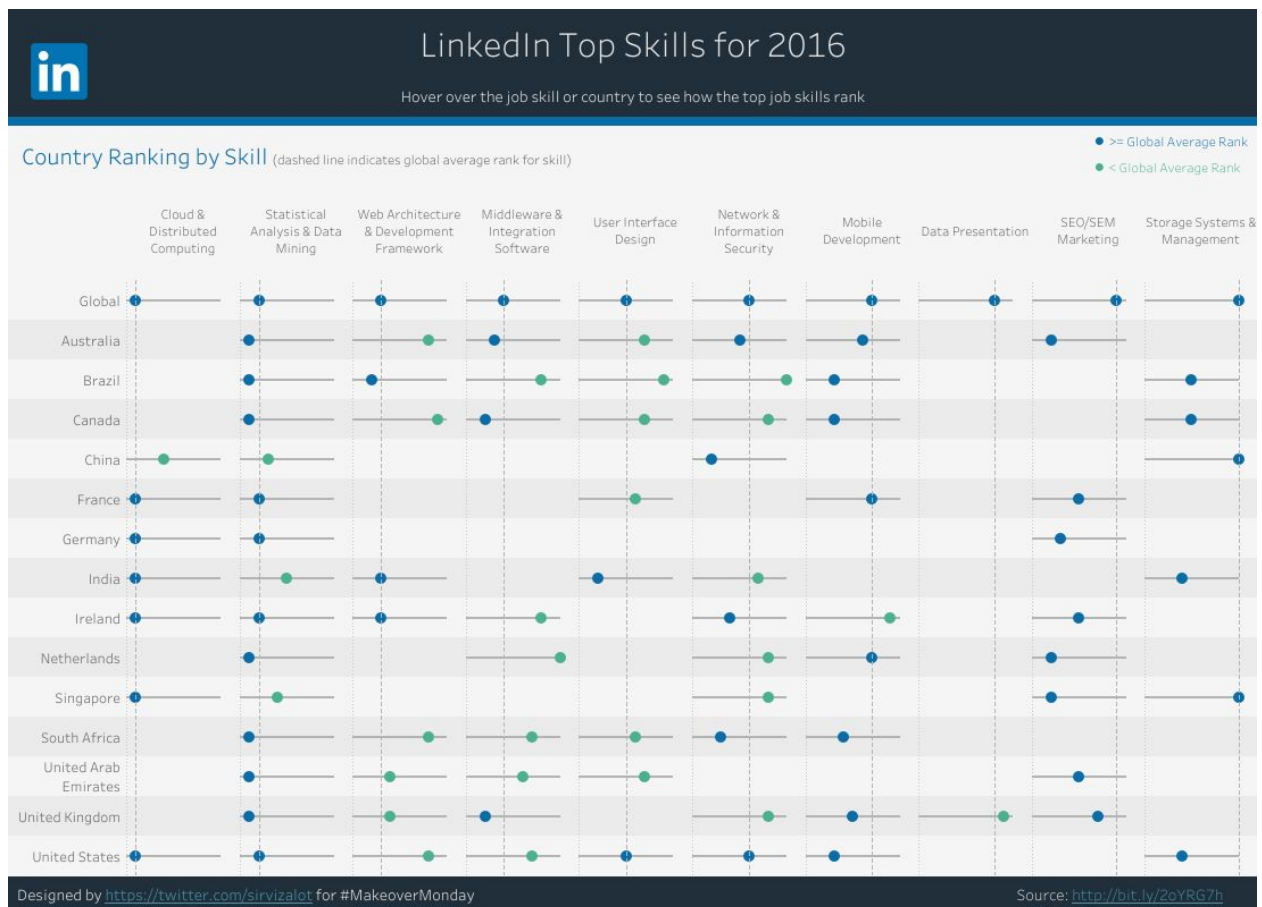 in
LinkedIn Top Skills for 2016
Hover over the job skill or country to see how the top job skills rank
Country Ranking by Skill (dashed line indicates global average rank for skill)
>= Global Average Rank
< Global Average Rank
Cloud &
Distributed
Computing
Statistical
Analysis & Data
Mining
Web Architecture
& Development
Framework
Middleware &
Integration
Software
User Interface
Design
Network &
Information
Security
Mobile
Development
Data Presentation
SEO/SEM
Marketing
Storage Systems &
Management
Global
Australia
Brazil
Canada
China
France
Germany
India
Ireland
Netherlands
Singapore
South Africa
United Arab
Emirates
United Kingdom
United States
Designed by https://twitter.com/sirvizalot for #MakeoverMonday
Source: http://bit.ly/2oYRG7h